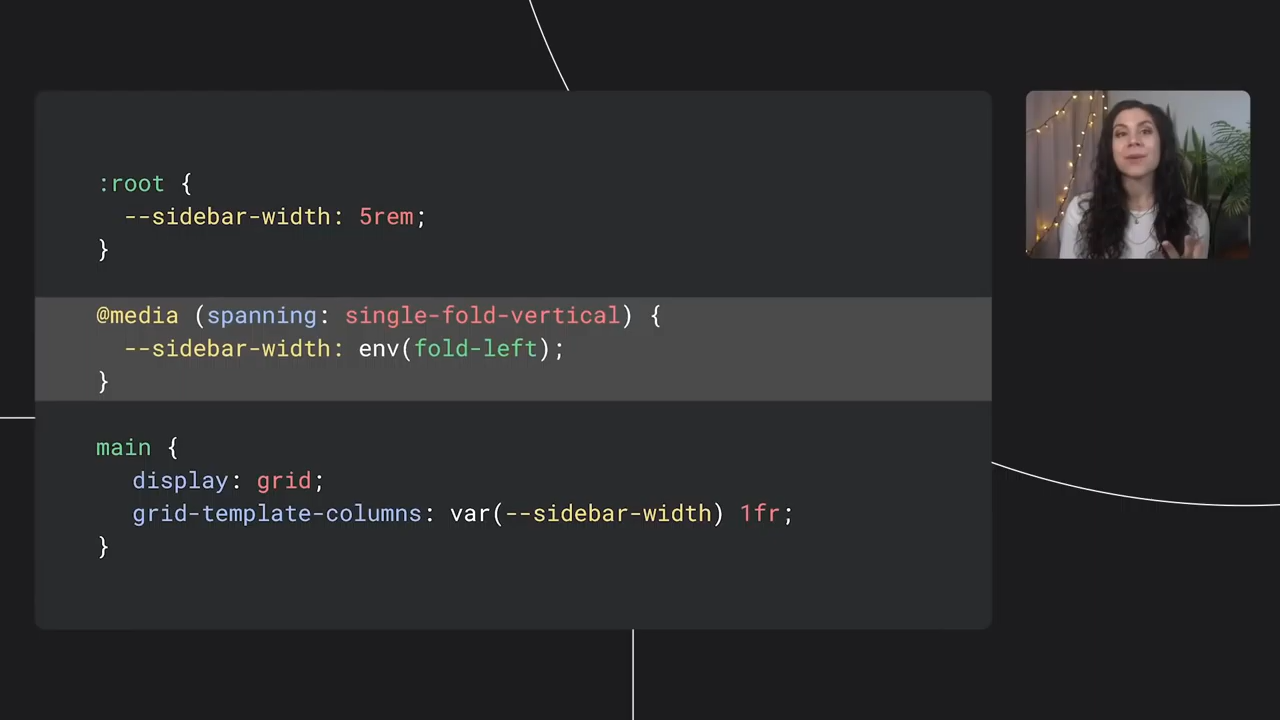 :root {
--sidebar-width: 5rem;
}
@media (spanning: single-fold-vertical) {
--sidebar-width: env(fold-left);
}
main {
display: grid;
grid-template-columns: var(--sidebar-width) 1fr;
}